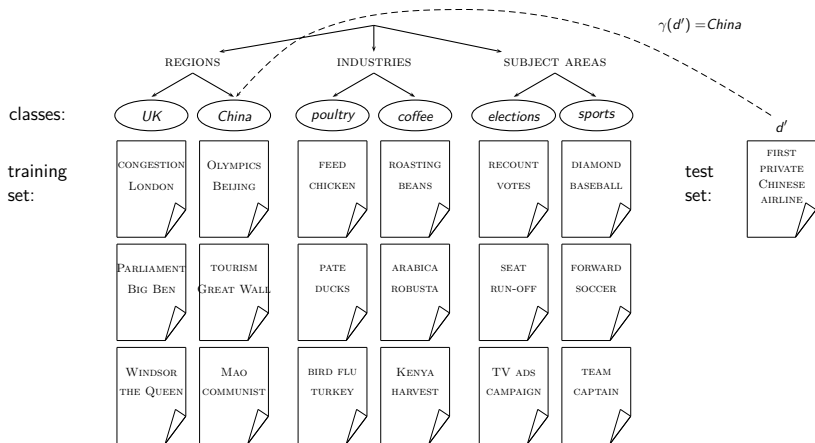 γ(d′) =China
REGIONS INDUSTRIES SUBJECT AREAS
classes: UK China poultry coffee elections sports
d′
training set:
CONGESTION
LONDON
OLYMPICS
BEIJING
FEED
CHICKEN
ROASTING
BEANS
RECOUNT
VOTES
DIAMOND
BASEBALL
test set:
FIRST
PRIVATE
CHINESE
AIRLINE
PARLIAMENT
BIG BEN
TOURISM
GREAT WALL
PATE
DUCKS
ARABICA
ROBUSTA
SEAT
RUN-OFF
FORWARD
SOCCER
WINDSOR
THE QUEEN
MAO
COMMUNIST
BIRD FLU
TURKEY
KENYA
HARVEST
TV ADS
CAMPAIGN
TEAM
CAPTAIN